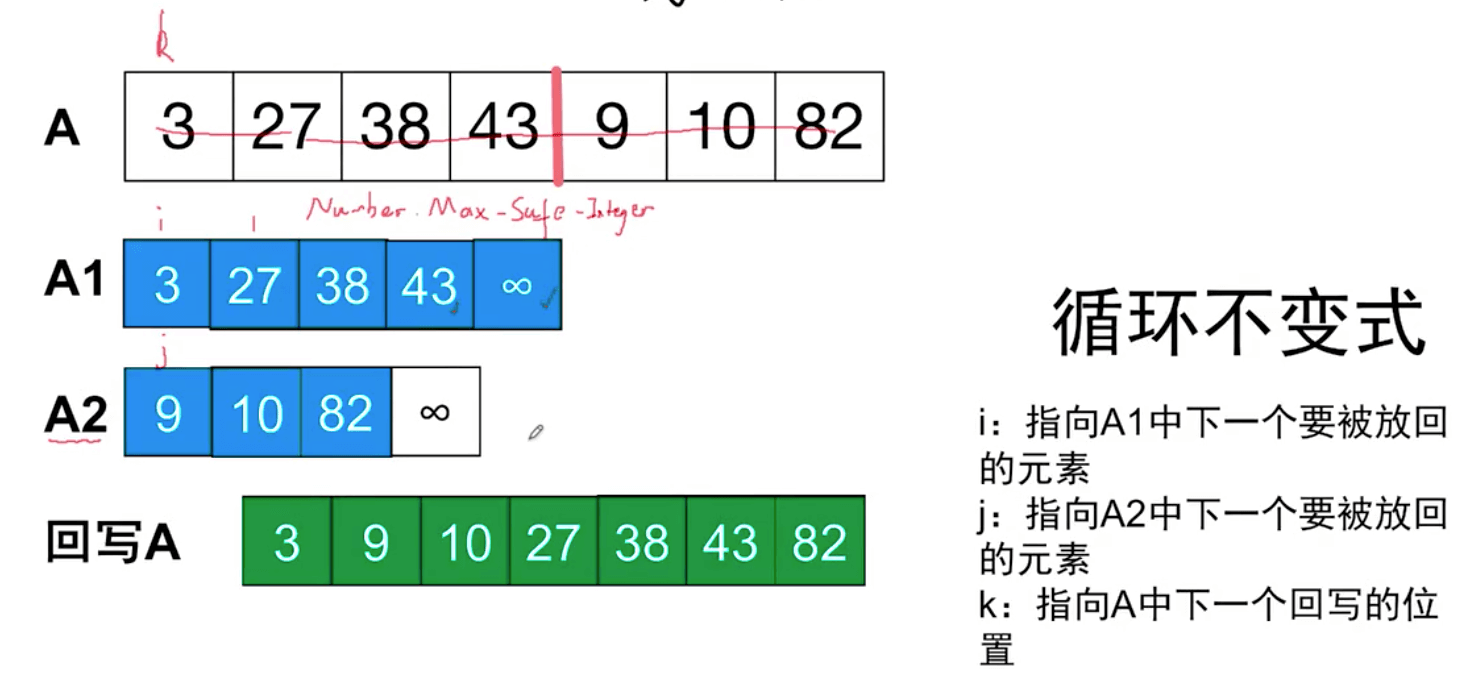 k
A 3 27 38 43 9 10 82
i Number.Max-Safe-Integer
A1 3 27 38 43 ∞
j
A2 9 10 82 ∞
回写A 3 9 10 27 38 43 82
循环不变式
i：指向A1中下一个要被放回
的元素
j：指向A2中下一个要被放回
的元素
k：指向A中下一个回写的位
置